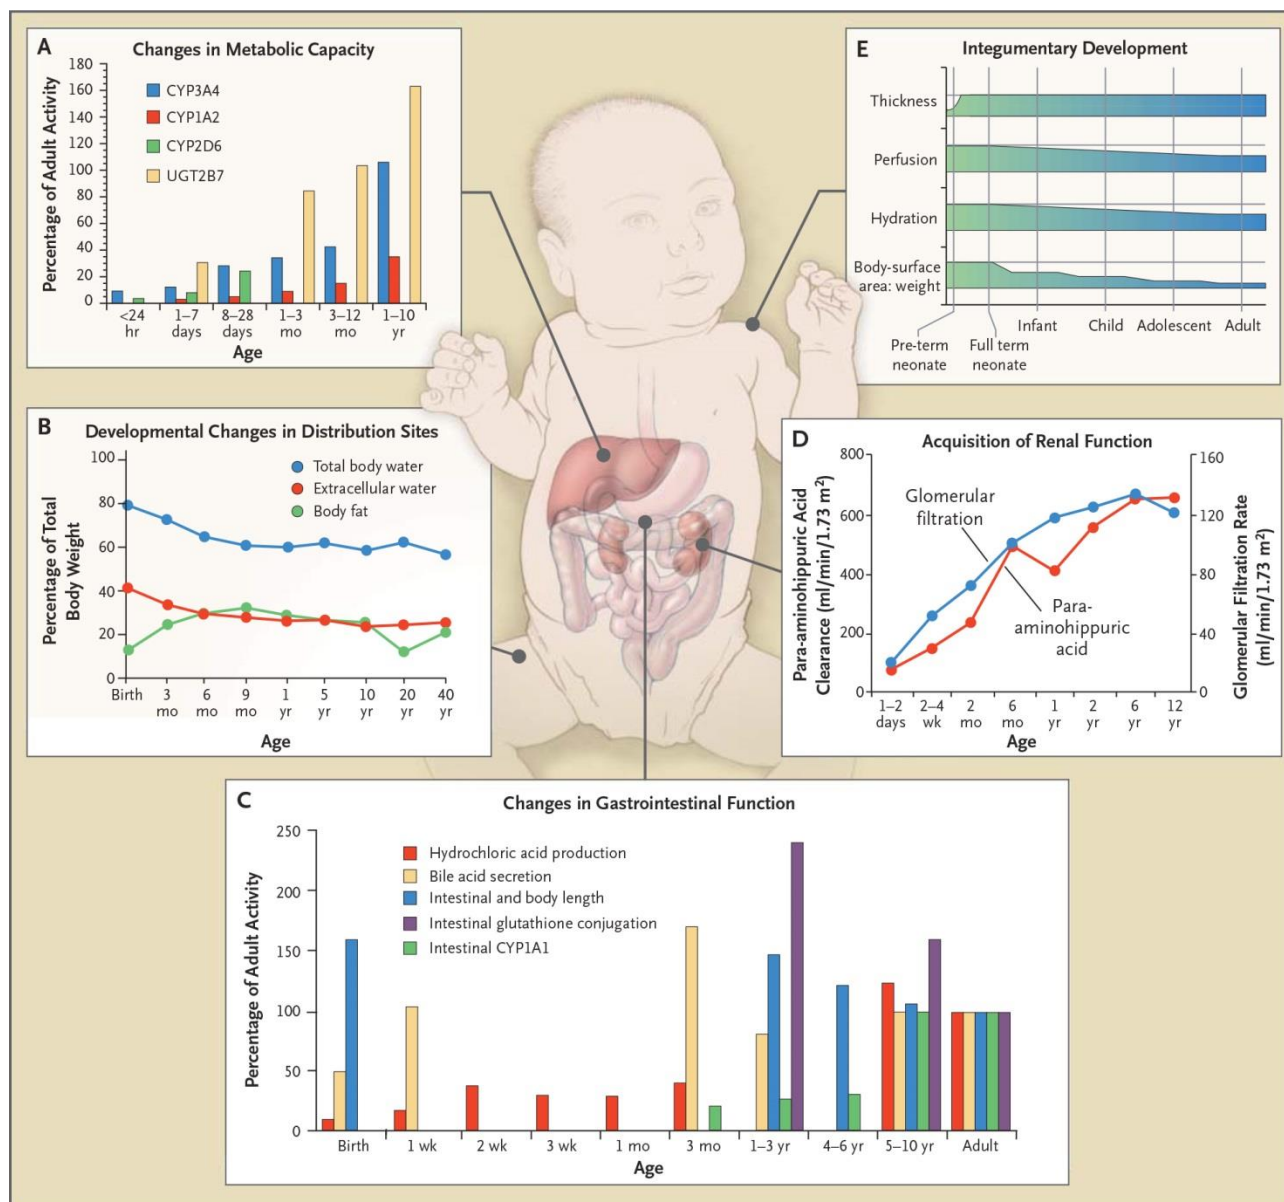 A
Changes in Metabolic Capacity
Percentage of Adult Activity
180
160
140
120
100
80
60
40
20
0
CYP3A4
CYP1A2
CYP2D6
UGT2B7
<24 hr
1–7 days
8–28 days
1–3 mo
3–12 mo
1–10 yr
Age
E
Integumentary Development
Thickness
Perfusion
Hydration
Body-surface
area: weight
Infant
Child
Adolescent
Adult
Pre-term
neonate
Full term
neonate
B
Developmental Changes in Distribution Sites
Percentage of Total
Body Weight
100
80
60
40
20
0
Total body water
Extracellular water
Body fat
Birth
3 mo
6 mo
9 mo
1 yr
5 yr
10 yr
20 yr
40 yr
Age
D
Acquisition of Renal Function
Para-aminohippuric Acid
Clearance (ml/min/1.73 m²)
800
600
400
200
0
Glomerular
filtration
Para-
aminohippuric
acid
160
120
80
40
0
Glomerular Filtration Rate
(ml/min/1.73 m²)
1–2 days
2–4 wk
2 mo
6 mo
1 yr
2 yr
6 yr
12 yr
Age
C
Changes in Gastrointestinal Function
Percentage of Adult Activity
250
200
150
100
50
0
Hydrochloric acid production
Bile acid secretion
Intestinal and body length
Intestinal glutathione conjugation
Intestinal CYP1A1
Birth
1 wk
2 wk
3 wk
1 mo
3 mo
1–3 yr
4–6 yr
5–10 yr
Adult
Age